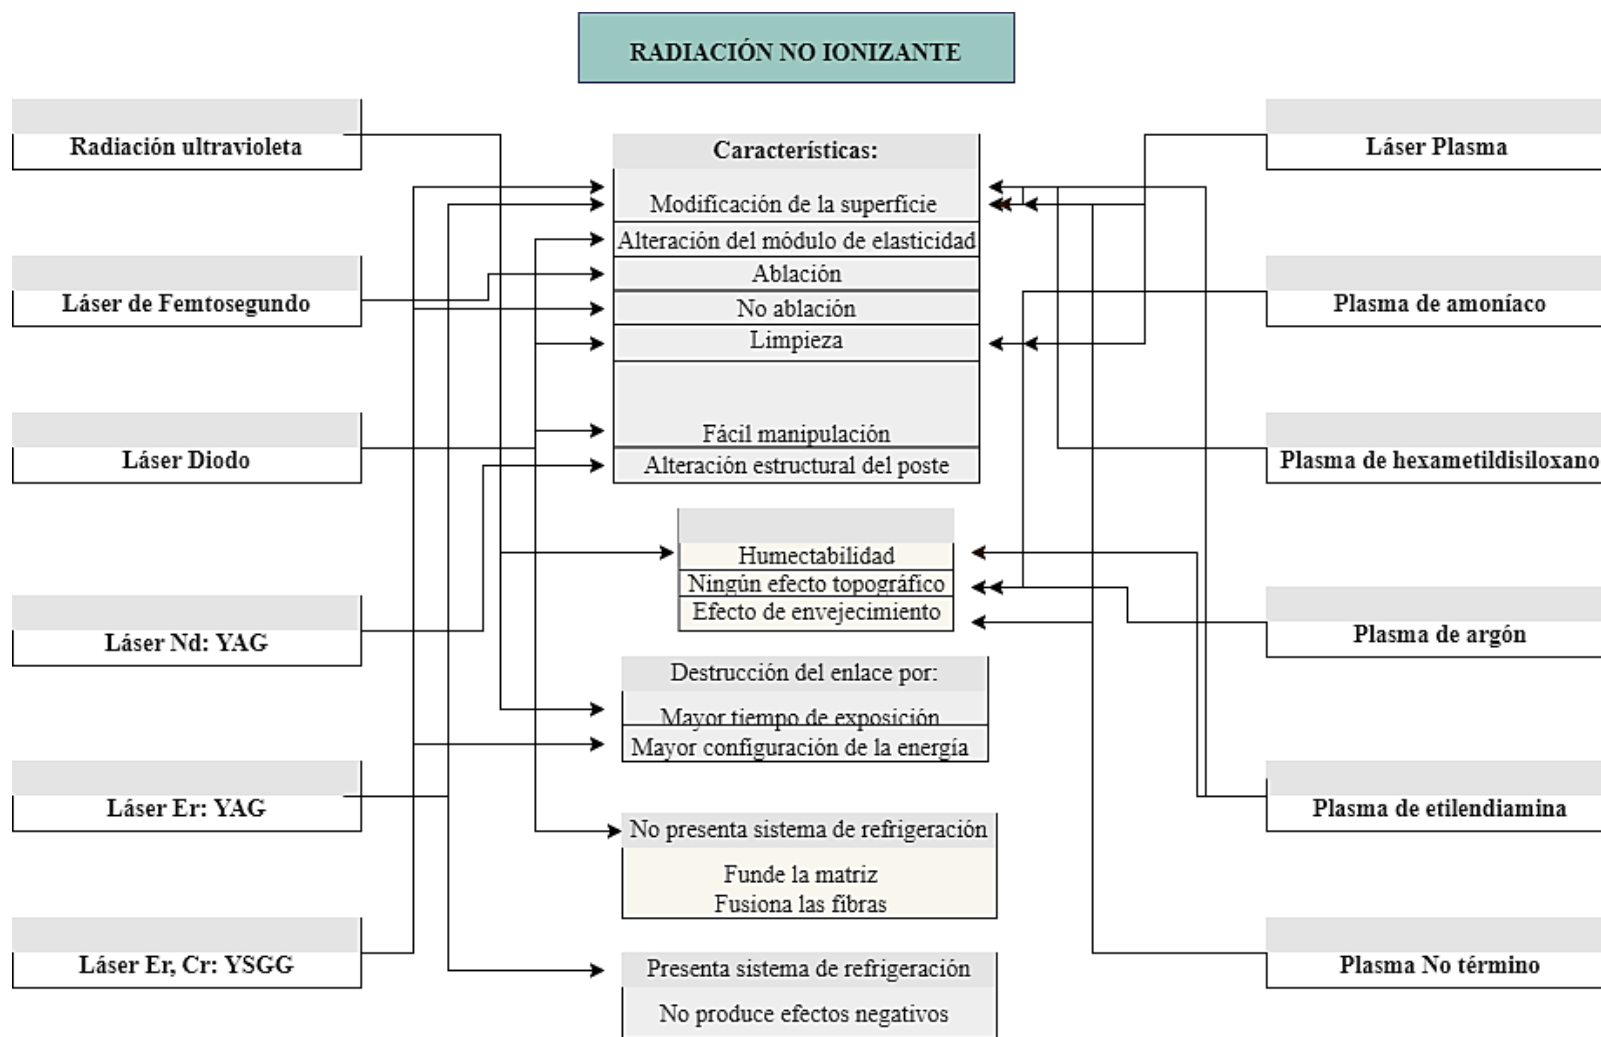 RADIACIÓN NO IONIZANTE
Radiación ultravioleta
Láser de Femtosegundo
Láser Diodo
Láser Nd: YAG
Láser Er: YAG
Láser Er, Cr: YSGG
Características:
Modificación de la superficie
Alteración del módulo de elasticidad
Ablación
No ablación
Limpieza
Fácil manipulación
Alteración estructural del poste
Humectabilidad
Ningún efecto topográfico
Efecto de envejecimiento
Destrucción del enlace por:
Mayor tiempo de exposición
Mayor configuración de la energía
No presenta sistema de refrigeración
Funde la matriz
Fusiona las fibras
Presenta sistema de refrigeración
No produce efectos negativos
Láser Plasma
Plasma de amoníaco
Plasma de hexametildisiloxano
Plasma de argón
Plasma de etilendiamina
Plasma No término